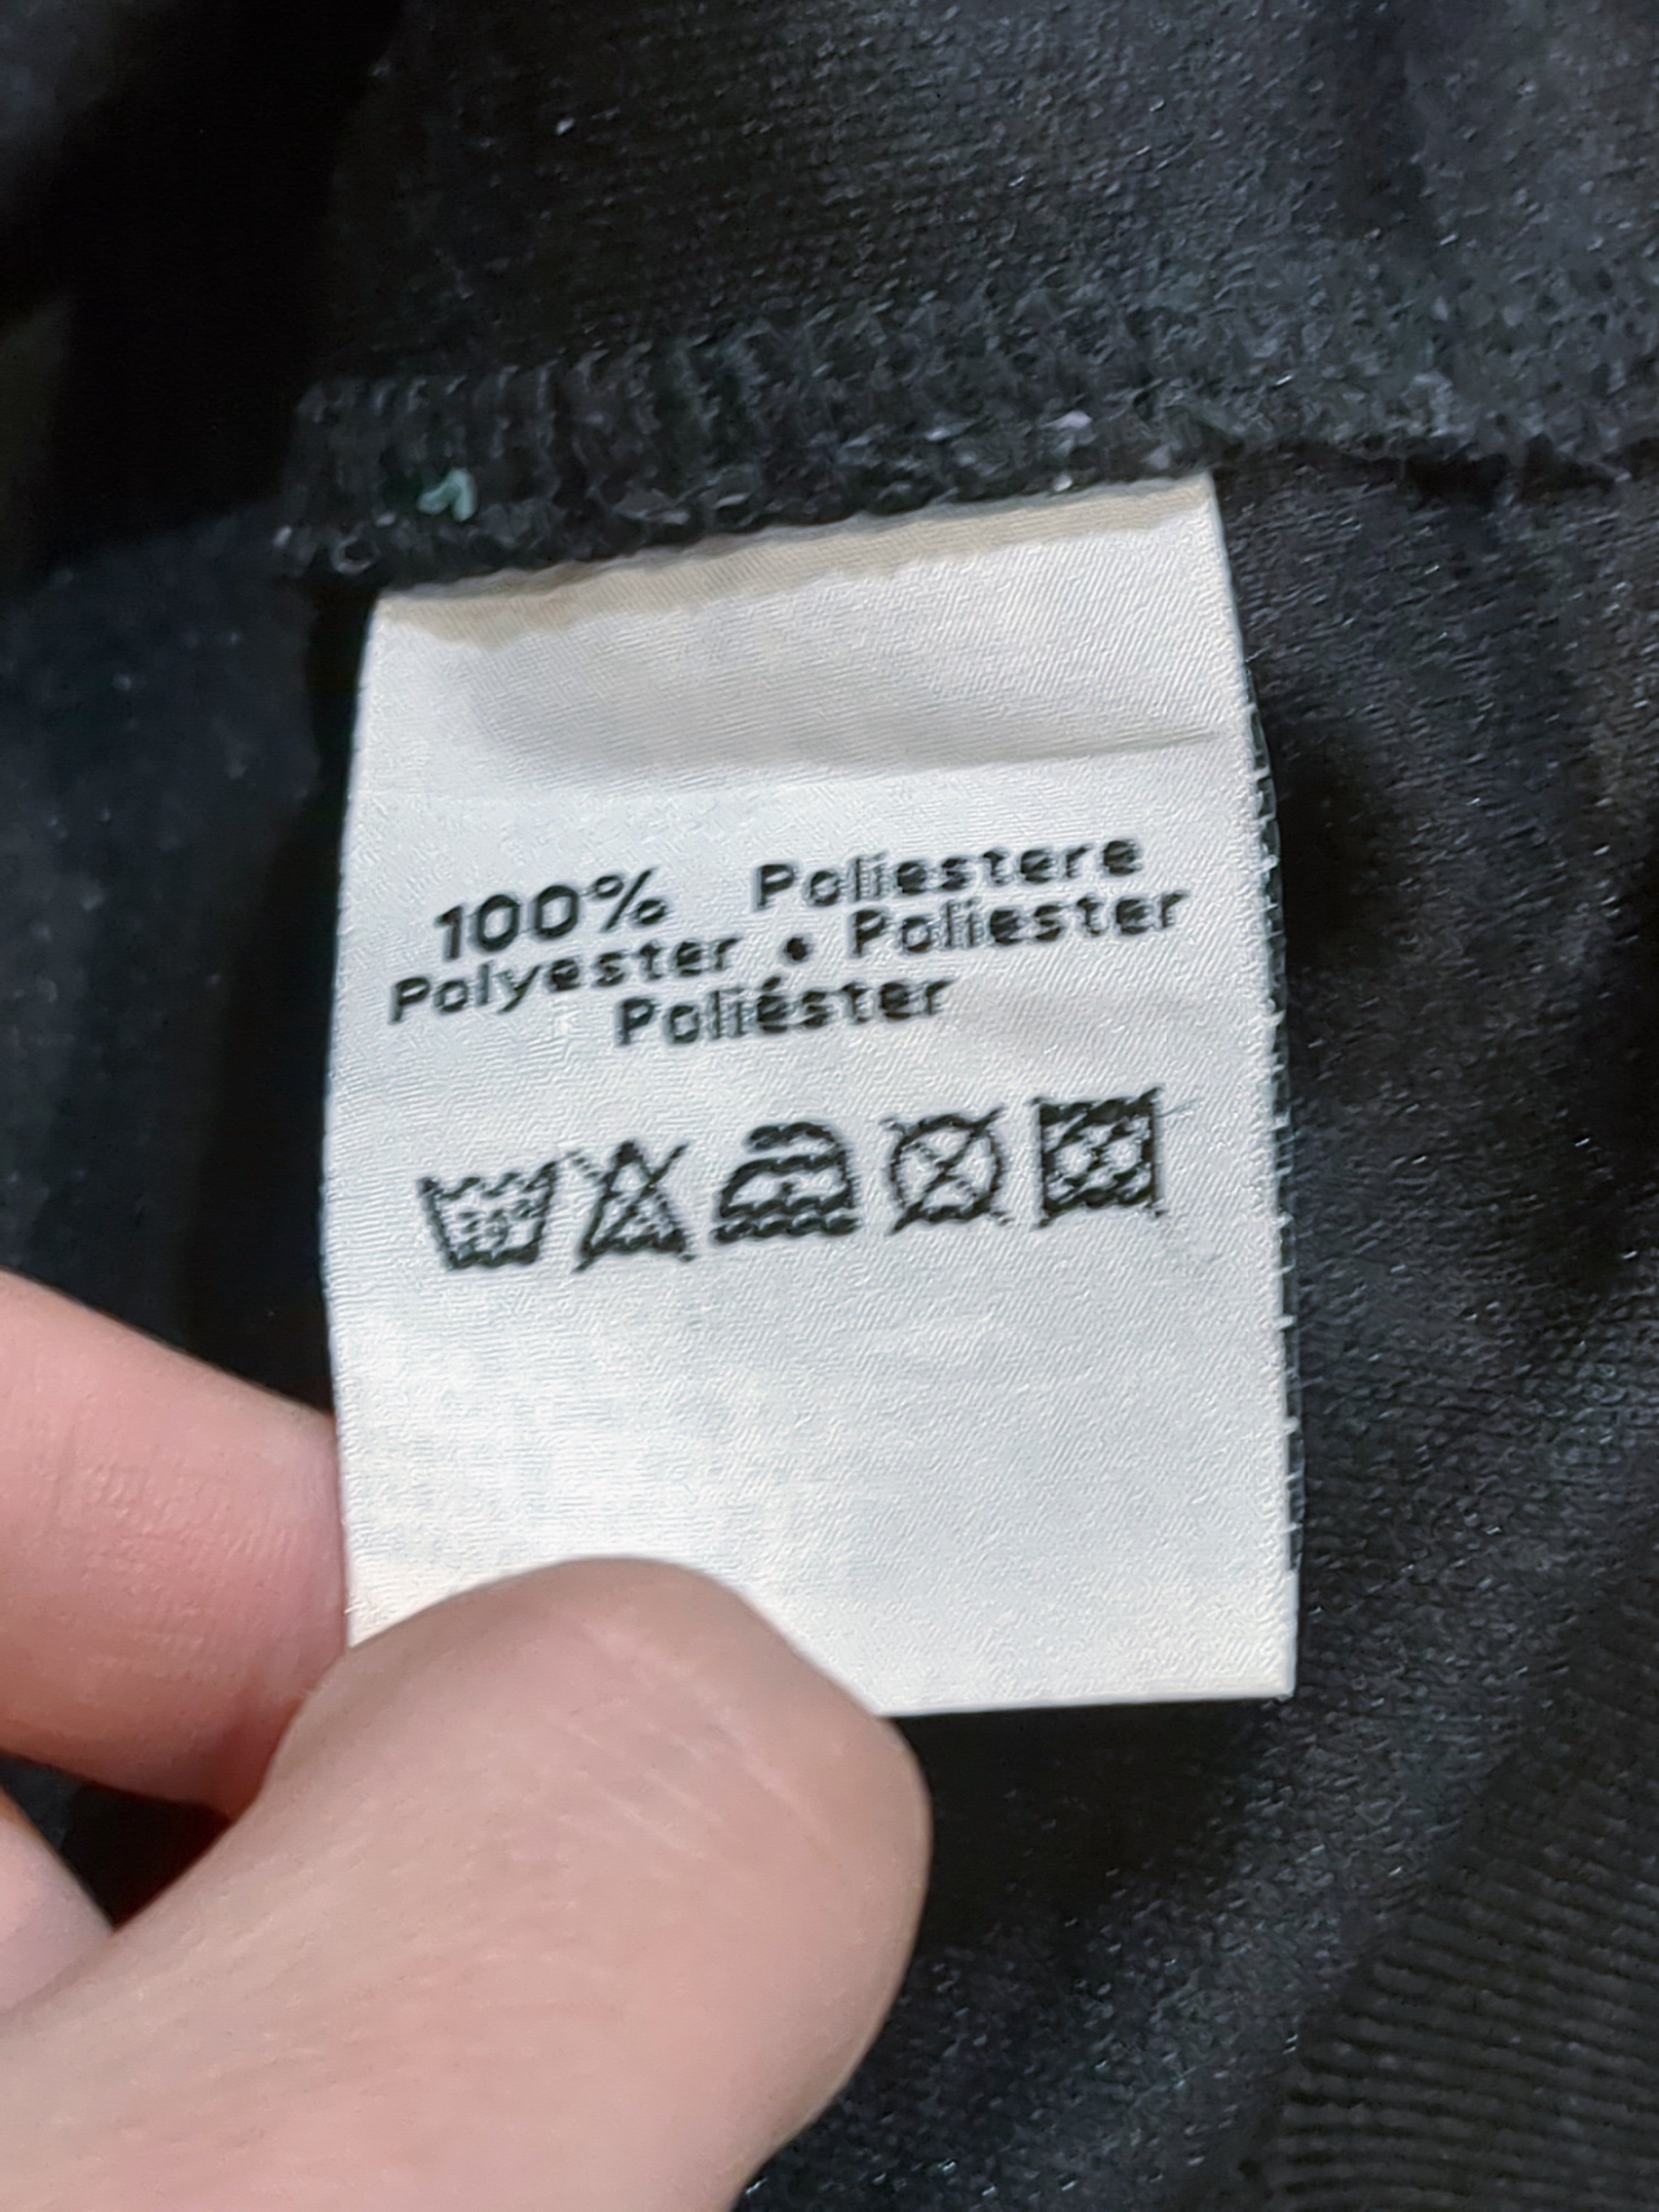 100% Poliestere
Polyester • Poliester
Poliéster